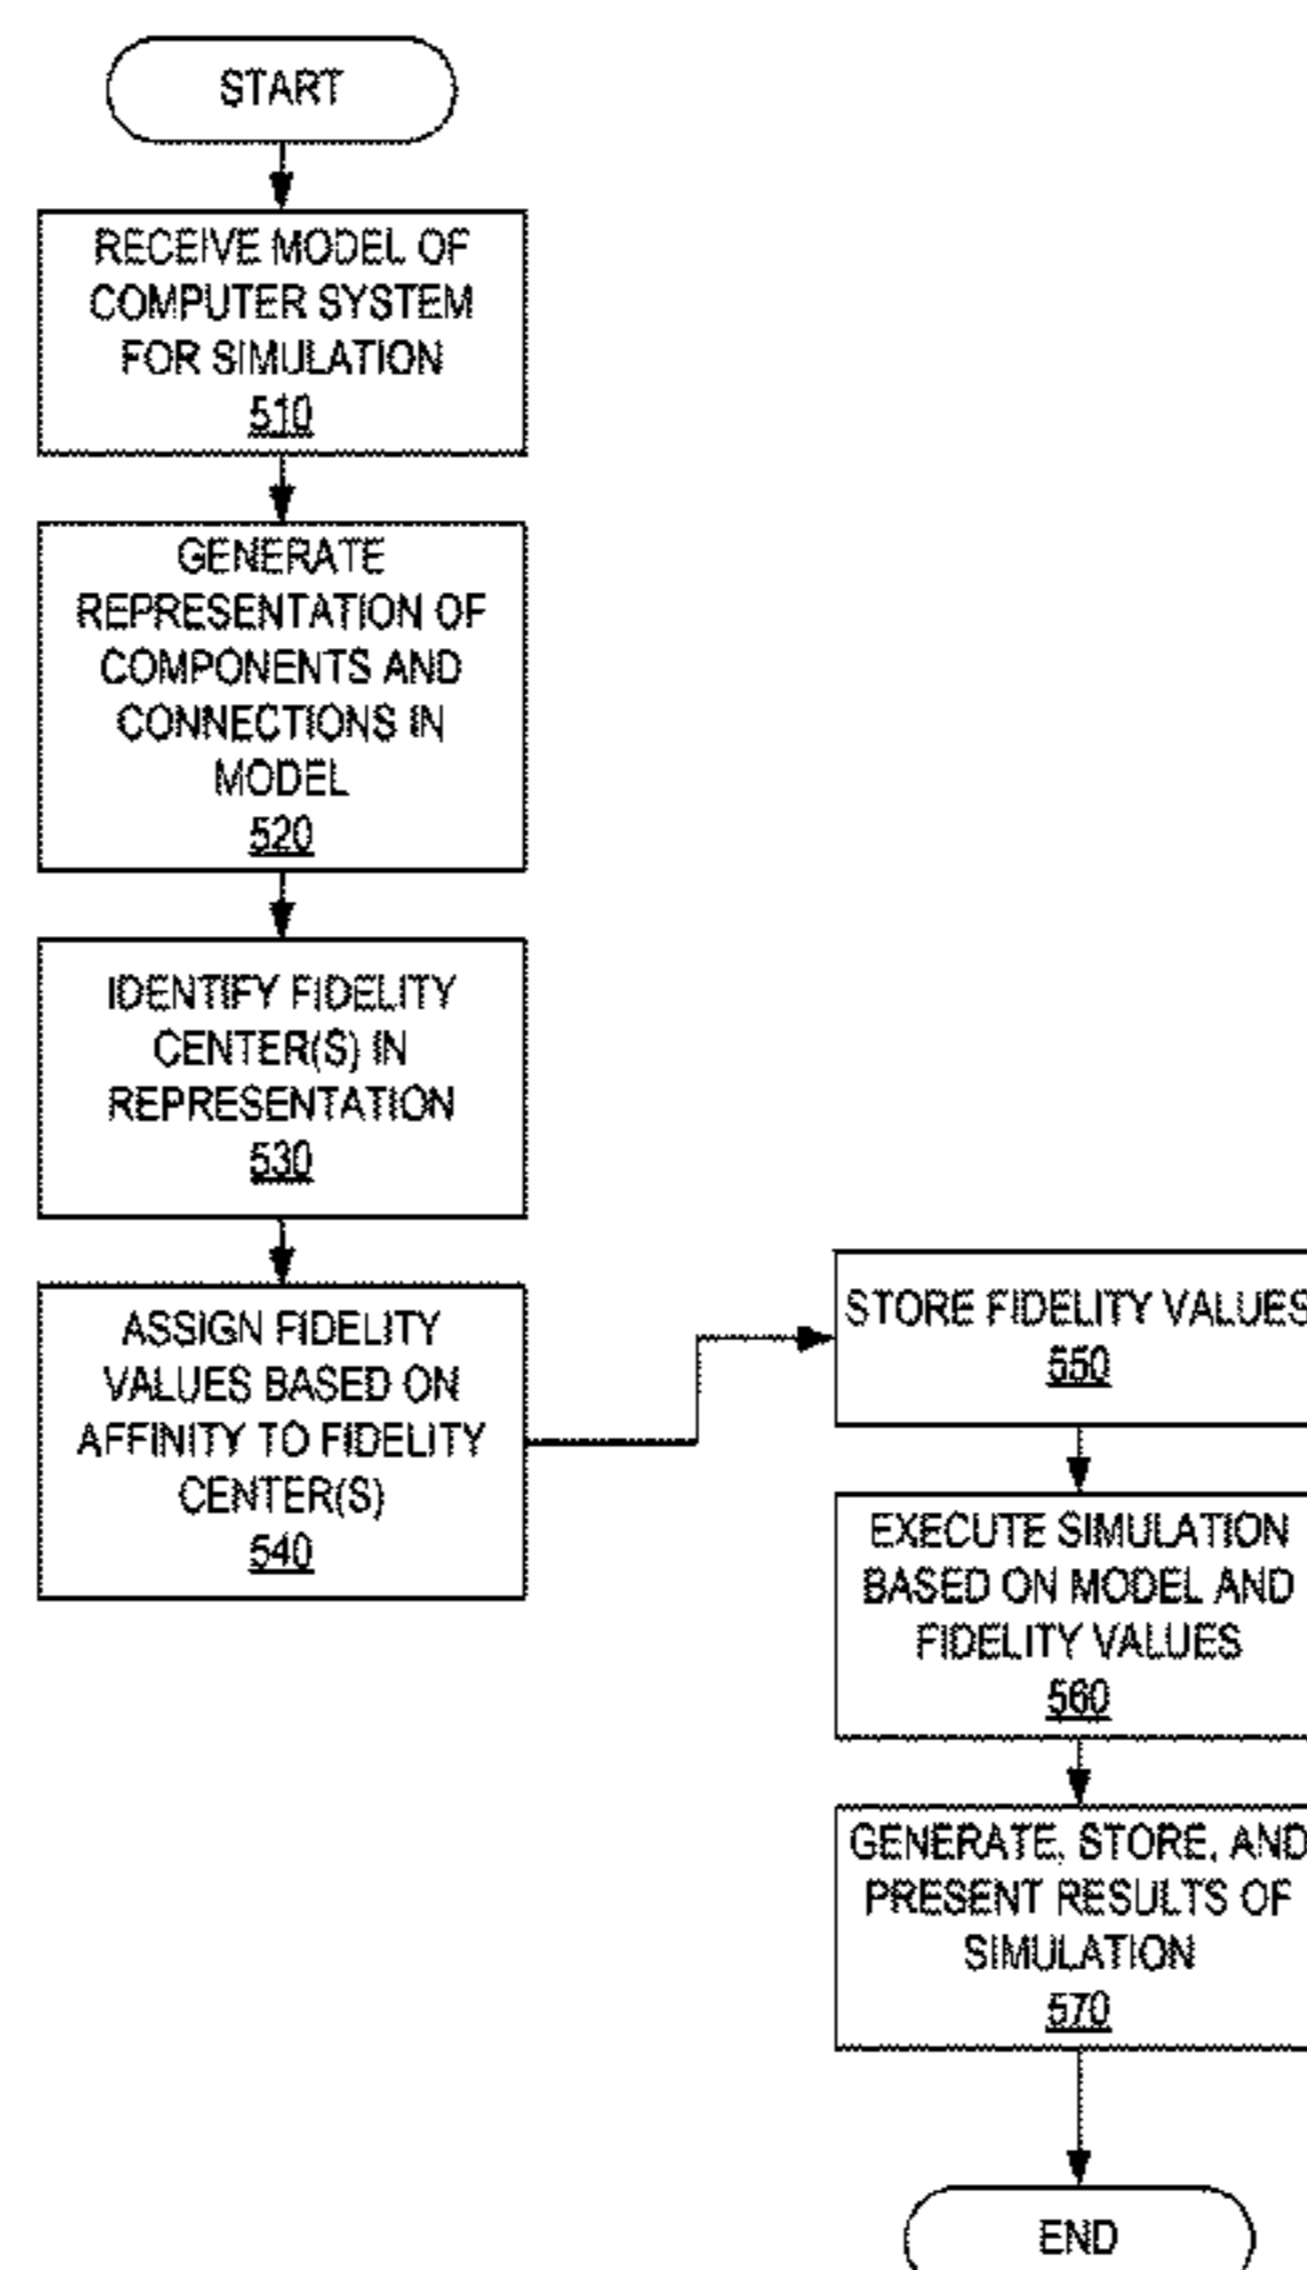 START
RECEIVE MODEL OF
COMPUTER SYSTEM
FOR SIMULATION
510
GENERATE
REPRESENTATION OF
COMPONENTS AND
CONNECTIONS IN
MODEL
520
IDENTIFY FIDELITY
CENTER(S) IN
REPRESENTATION
530
ASSIGN FIDELITY
VALUES BASED ON
AFFINITY TO FIDELITY
CENTER(S)
540
STORE FIDELITY VALUES
550
EXECUTE SIMULATION
BASED ON MODEL AND
FIDELITY VALUES
560
GENERATE, STORE, AND
PRESENT RESULTS OF
SIMULATION
570
END